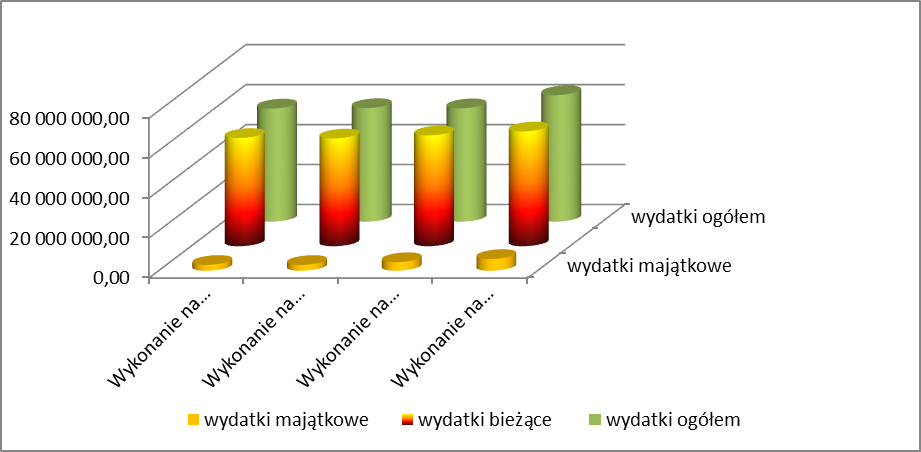 80 000 000,00
60 000 000,00
40 000 000,00
20 000 000,00
0,00
wydatki ogółem
wydatki majątkowe
Wykonanie na...
Wykonanie na...
Wykonanie na...
Wykonanie na...
wydatki majątkowe wydatki bieżące wydatki ogółem